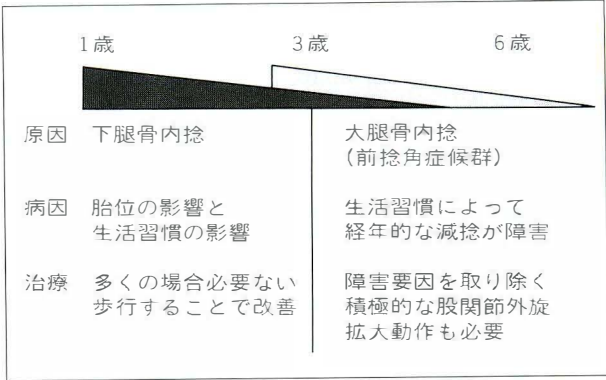 1歳 3歳 6歳
原因 下腿骨内捻 大腿骨内捻
(前捻角症候群)
病因 胎位の影響と 生活習慣によって
生活習慣の影響 経年的な減捻が障害
治療 多くの場合必要ない 障害要因を取り除く
歩行することで改善 積極的な股関節外旋
拡大動作も必要